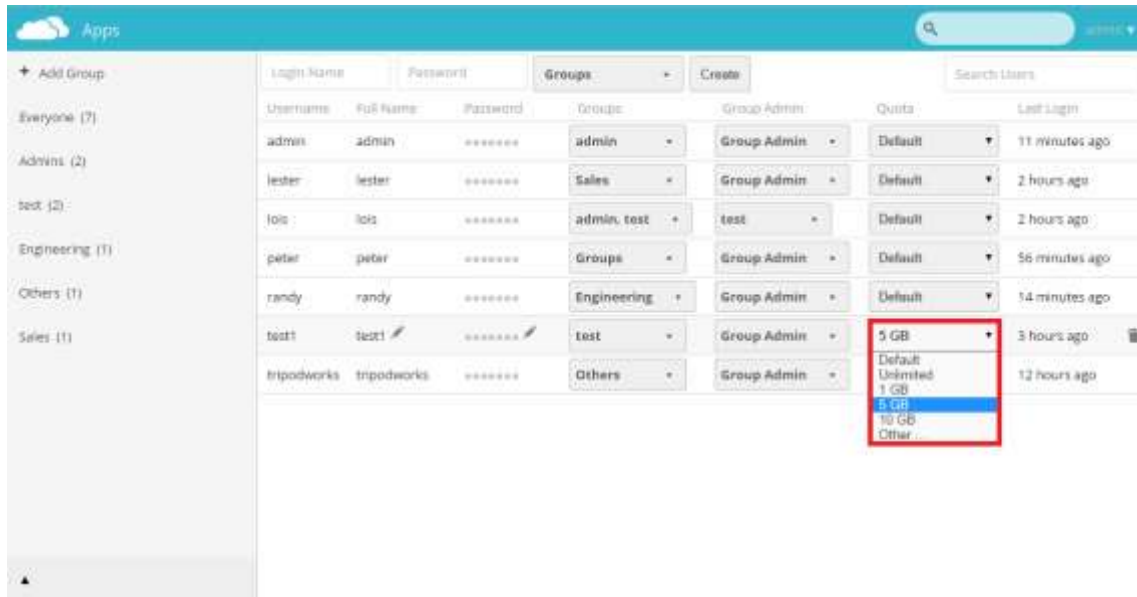 Apps
admin
+ Add Group
Everyone (7)
Admins (2)
test (2)
Engineering (1)
Others (1)
Sales (1)
Login Name Password Groups Create Search Users
Username Full Name Password Groups Group Admin Quota Last Login
admin admin ●●●●●●● admin Group Admin Default 11 minutes ago
lester lester ●●●●●●● Sales Group Admin Default 2 hours ago
lois lois ●●●●●●● admin, test test Default 2 hours ago
peter peter ●●●●●●● Groups Group Admin Default 56 minutes ago
randy randy ●●●●●●● Engineering Group Admin Default 14 minutes ago
test1 test1 ●●●●●●● test Group Admin 5 GB 3 hours ago
tripodworks tripodworks ●●●●●●● Others Group Admin 12 hours ago
Default
Unlimited
1 GB
5 GB
10 GB
Other ...